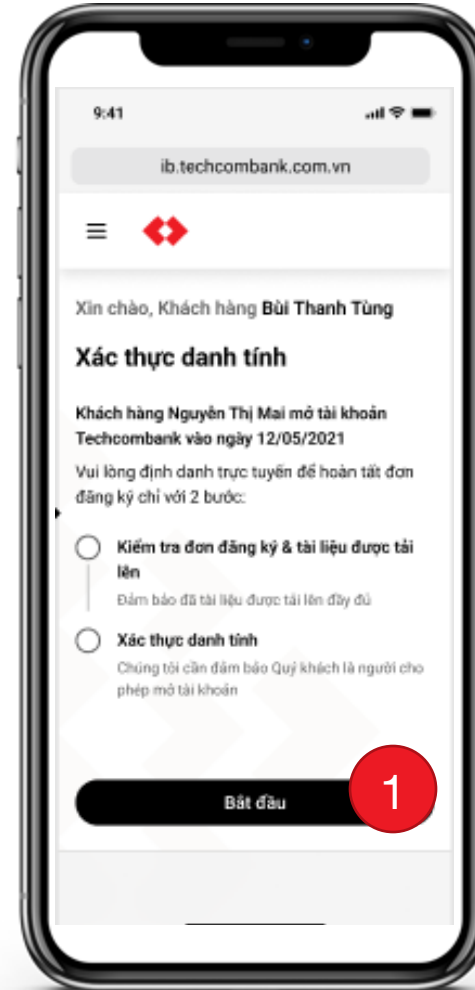 9:41
ib.techcombank.com.vn
Xin chào, Khách hàng Bùi Thanh Tùng
Xác thực danh tính
Khách hàng Nguyễn Thị Mai mở tài khoản
Techcombank vào ngày 12/05/2021
Vui lòng định danh trực tuyến để hoàn tất đơn
đăng ký chỉ với 2 bước:
Kiểm tra đơn đăng ký & tài liệu được tải
lên
Đảm bảo đã tài liệu được tải lên đầy đủ
Xác thực danh tính
Chúng tôi cần đảm bảo Quý khách là người cho
phép mở tài khoản
Bắt đầu
1